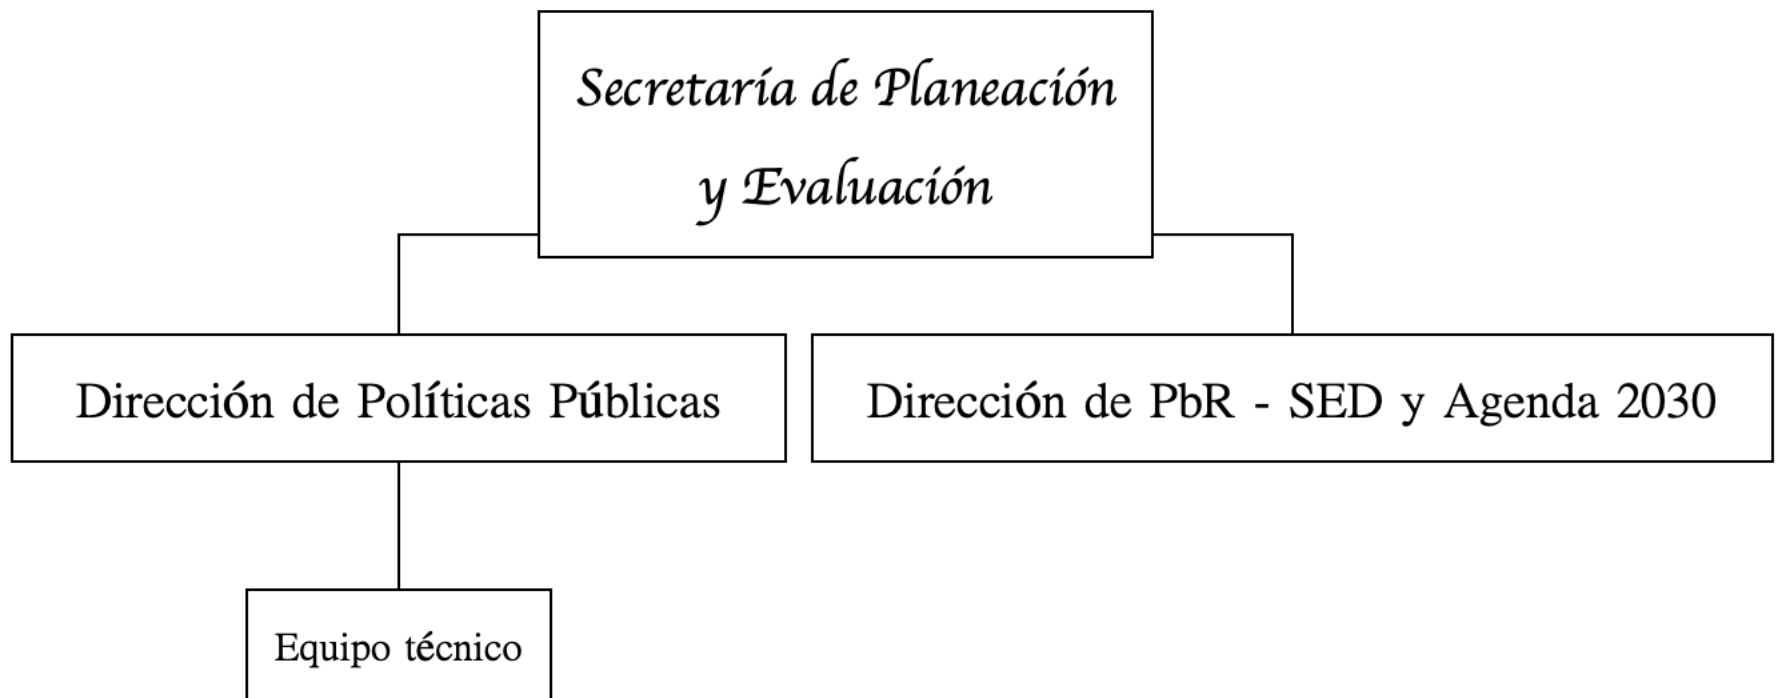 Secretaría de Planeación
y Evaluación
Dirección de Políticas Públicas
Dirección de PbR - SED y Agenda 2030
Equipo técnico